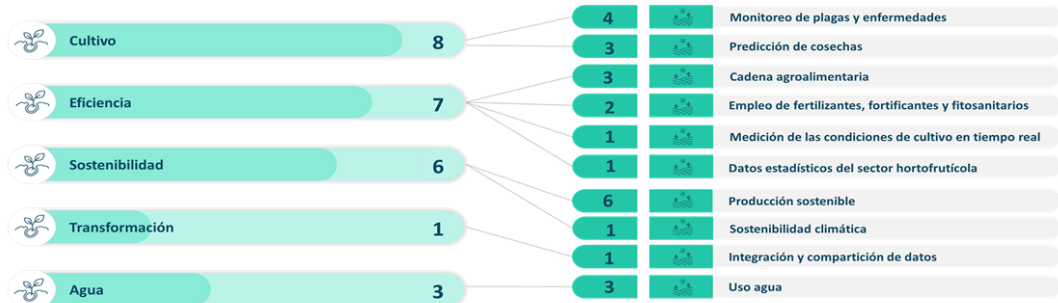 Cultivo 8
Eficiencia 7
Sostenibilidad 6
Transformación 1
Agua 3
4 Monitoreo de plagas y enfermedades
3 Predicción de cosechas
3 Cadena agroalimentaria
2 Empleo de fertilizantes, fortificantes y fitosanitarios
1 Medición de las condiciones de cultivo en tiempo real
1 Datos estadísticos del sector hortofrutícola
6 Producción sostenible
1 Sostenibilidad climática
1 Integración y compartición de datos
3 Uso agua